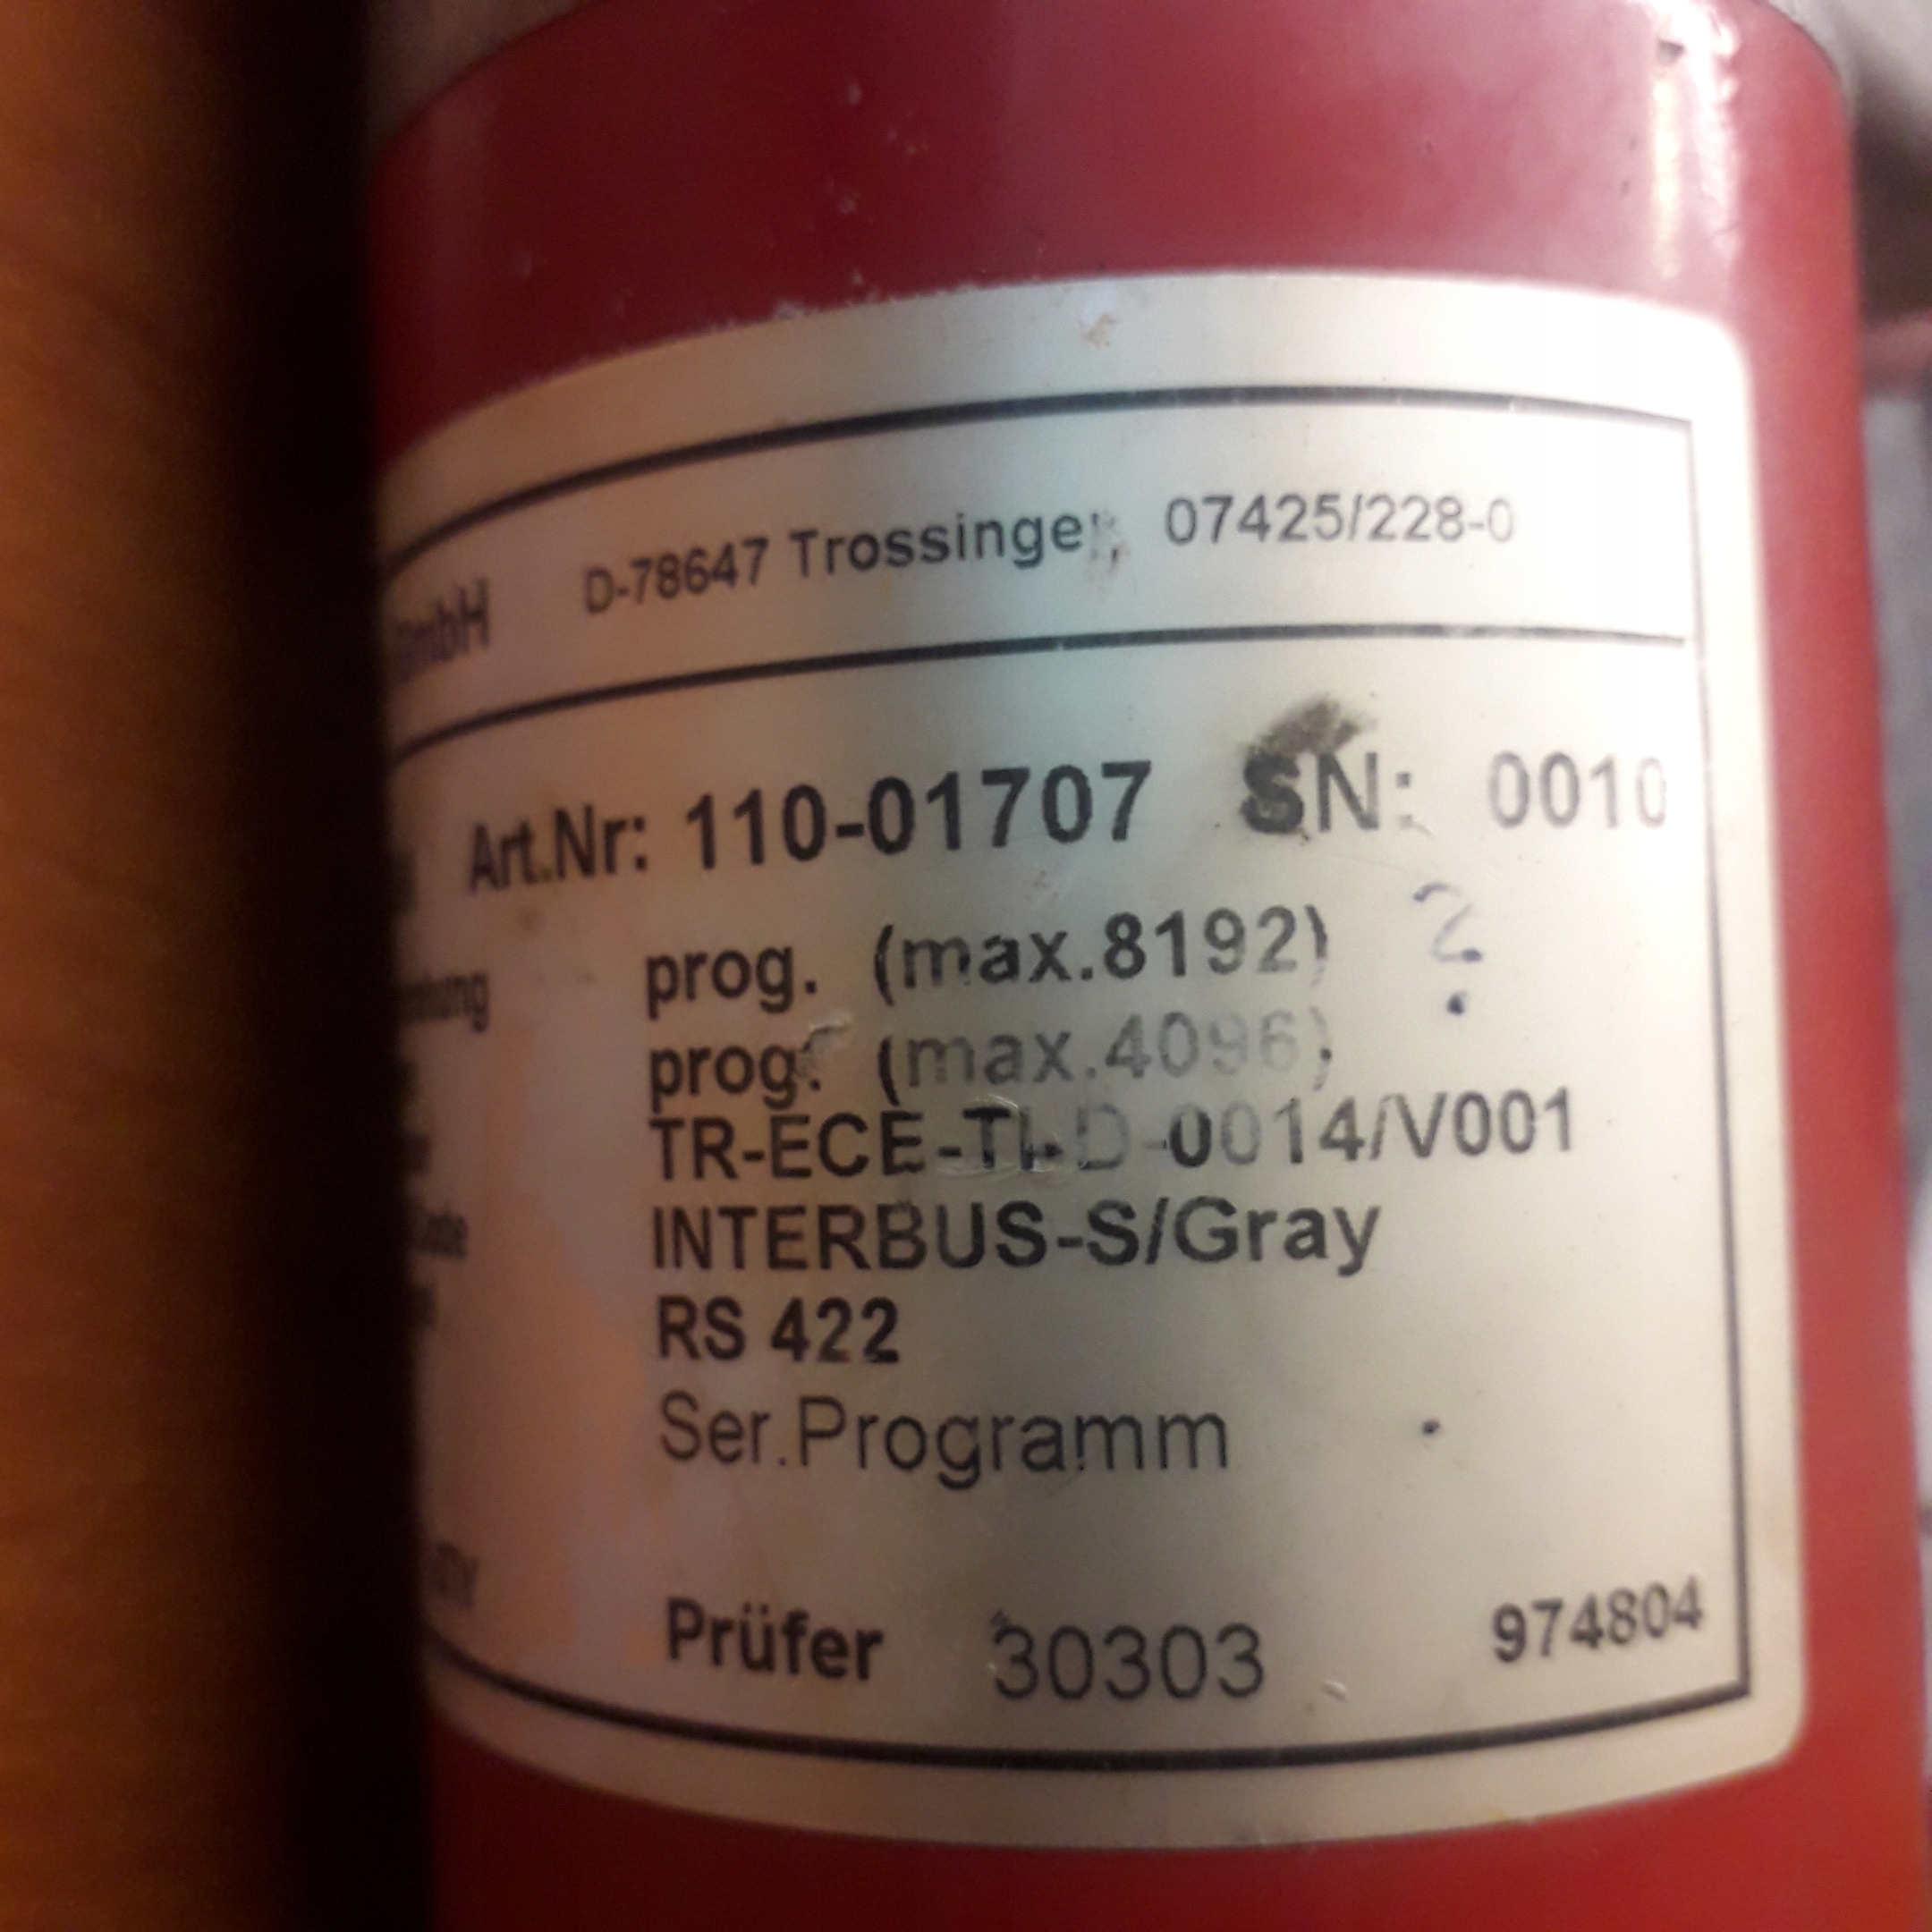 GmbH D-78647 Trossingen, 07425/228-0
Art.Nr: 110-01707 SN: 0010
prog. (max.8192) ?
prog. (max.4096)
TR-ECE-TI-D-0014/V001
INTERBUS-S/Gray
RS 422
Ser.Programm
Prüfer 30303 974804